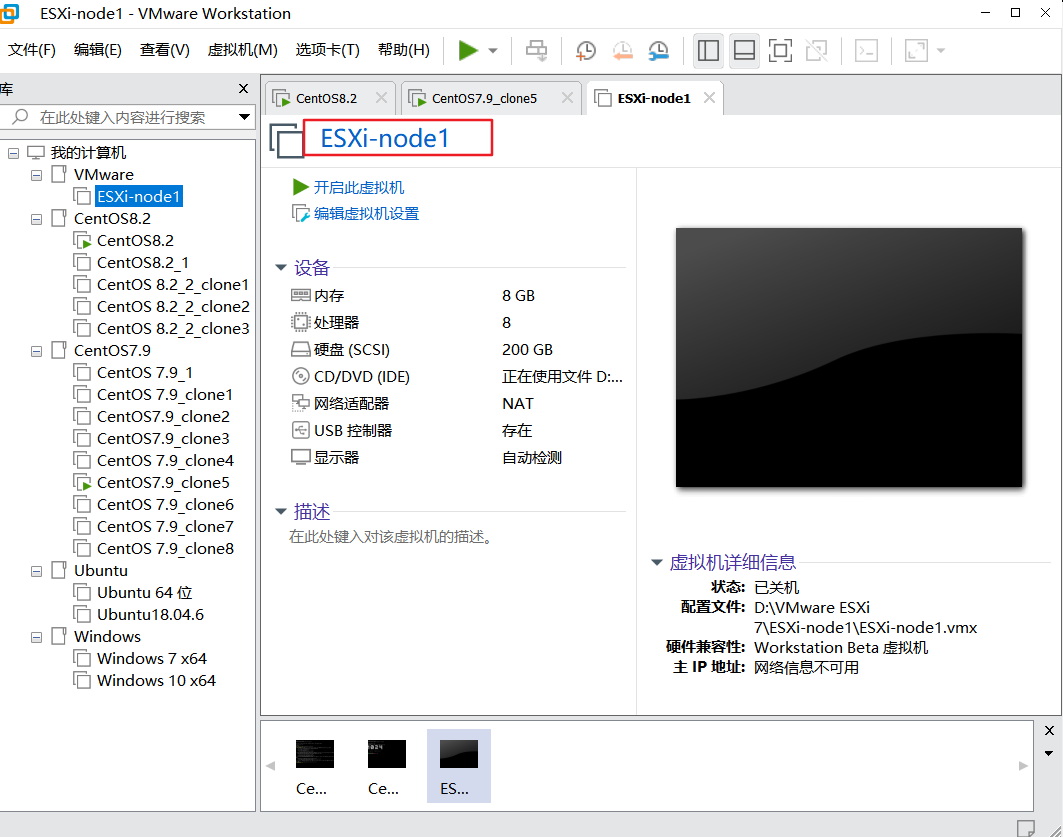 ESXi-node1 - VMware Workstation
文件(F) 编辑(E) 查看(V) 虚拟机(M) 选项卡(T) 帮助(H)
库
在此处键入内容进行搜索
我的计算机
VMware
ESXi-node1
CentOS8.2
CentOS8.2
CentOS8.2_1
CentOS 8.2_2_clone1
CentOS 8.2_2_clone2
CentOS 8.2_2_clone3
CentOS7.9
CentOS 7.9_1
CentOS 7.9_clone1
CentOS7.9_clone2
CentOS7.9_clone3
CentOS 7.9_clone4
CentOS7.9_clone5
CentOS 7.9_clone6
CentOS 7.9_clone7
CentOS 7.9_clone8
Ubuntu
Ubuntu 64 位
Ubuntu18.04.6
Windows
Windows 7 x64
Windows 10 x64
CentOS8.2 CentOS7.9_clone5 ESXi-node1
ESXi-node1
开启此虚拟机
编辑虚拟机设置
设备
内存 8 GB
处理器 8
硬盘 (SCSI) 200 GB
CD/DVD (IDE) 正在使用文件 D:...
网络适配器 NAT
USB 控制器 存在
显示器 自动检测
描述
在此处键入对该虚拟机的描述。
虚拟机详细信息
状态: 已关机
配置文件: D:\VMware ESXi
7\ESXi-node1\ESXi-node1.vmx
硬件兼容性: Workstation Beta 虚拟机
主 IP 地址: 网络信息不可用
Ce... Ce... ES...